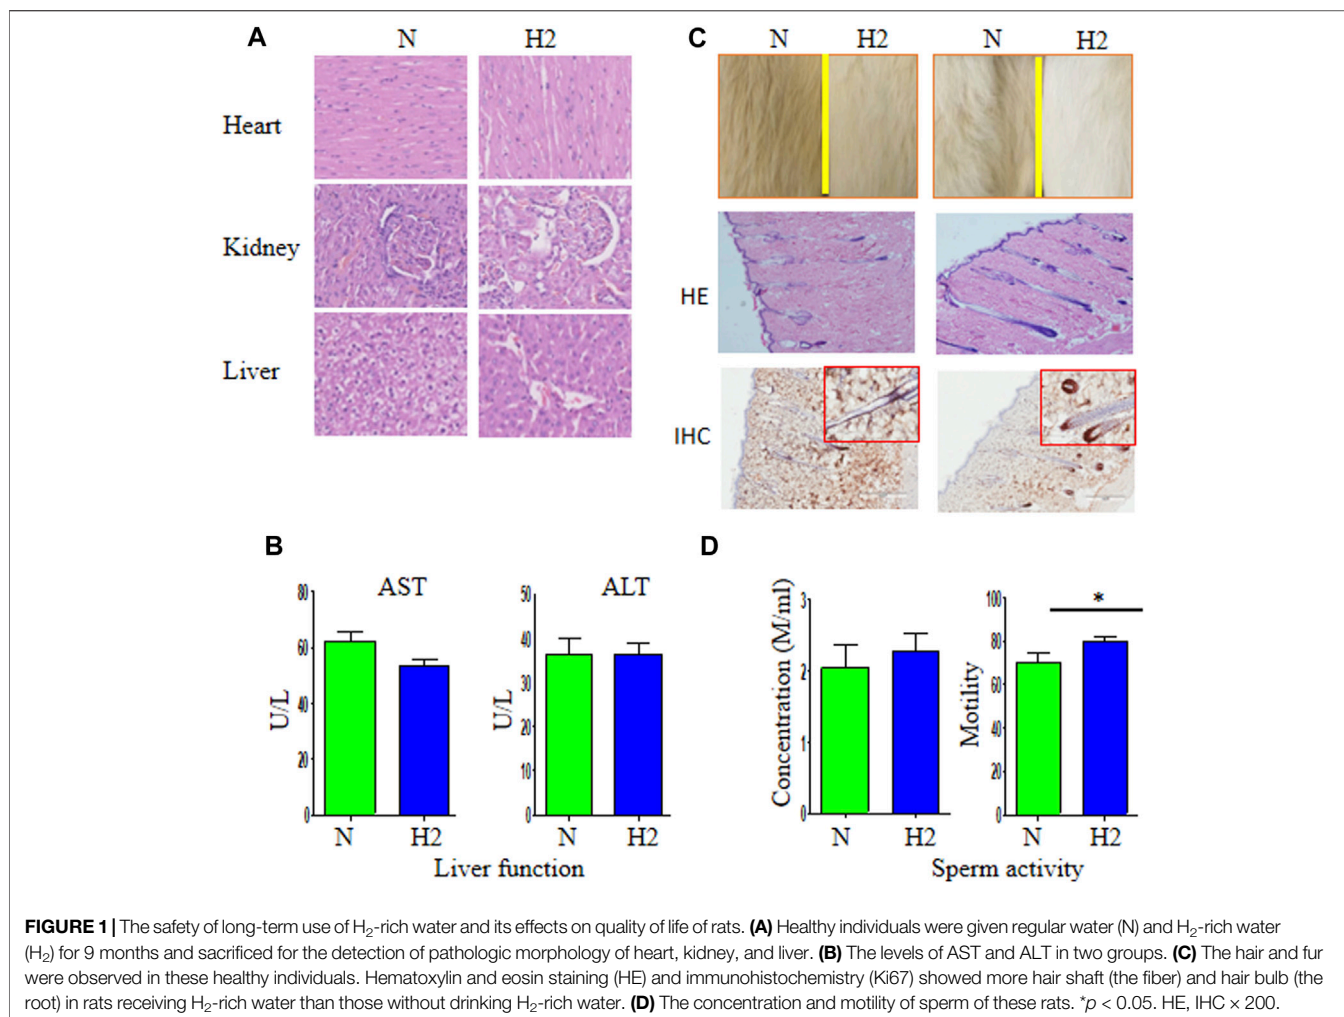 A
N H2
Heart
Kidney
Liver
C
N H2 N H2
HE
IHC
B
AST
80
60
40
20
0
U/L
N H2
ALT
50
40
30
20
10
0
U/L
N H2
Liver function
D
Concentration (M/ml)
3
2
1
0
N H2
*
Motility
100
80
60
40
20
0
N H2
Sperm activity
FIGURE 1 | The safety of long-term use of H₂-rich water and its effects on quality of life of rats. (A) Healthy individuals were given regular water (N) and H₂-rich water
(H₂) for 9 months and sacrificed for the detection of pathologic morphology of heart, kidney, and liver. (B) The levels of AST and ALT in two groups. (C) The hair and fur
were observed in these healthy individuals. Hematoxylin and eosin staining (HE) and immunohistochemistry (Ki67) showed more hair shaft (the fiber) and hair bulb (the
root) in rats receiving H₂-rich water than those without drinking H₂-rich water. (D) The concentration and motility of sperm of these rats. *p < 0.05. HE, IHC × 200.